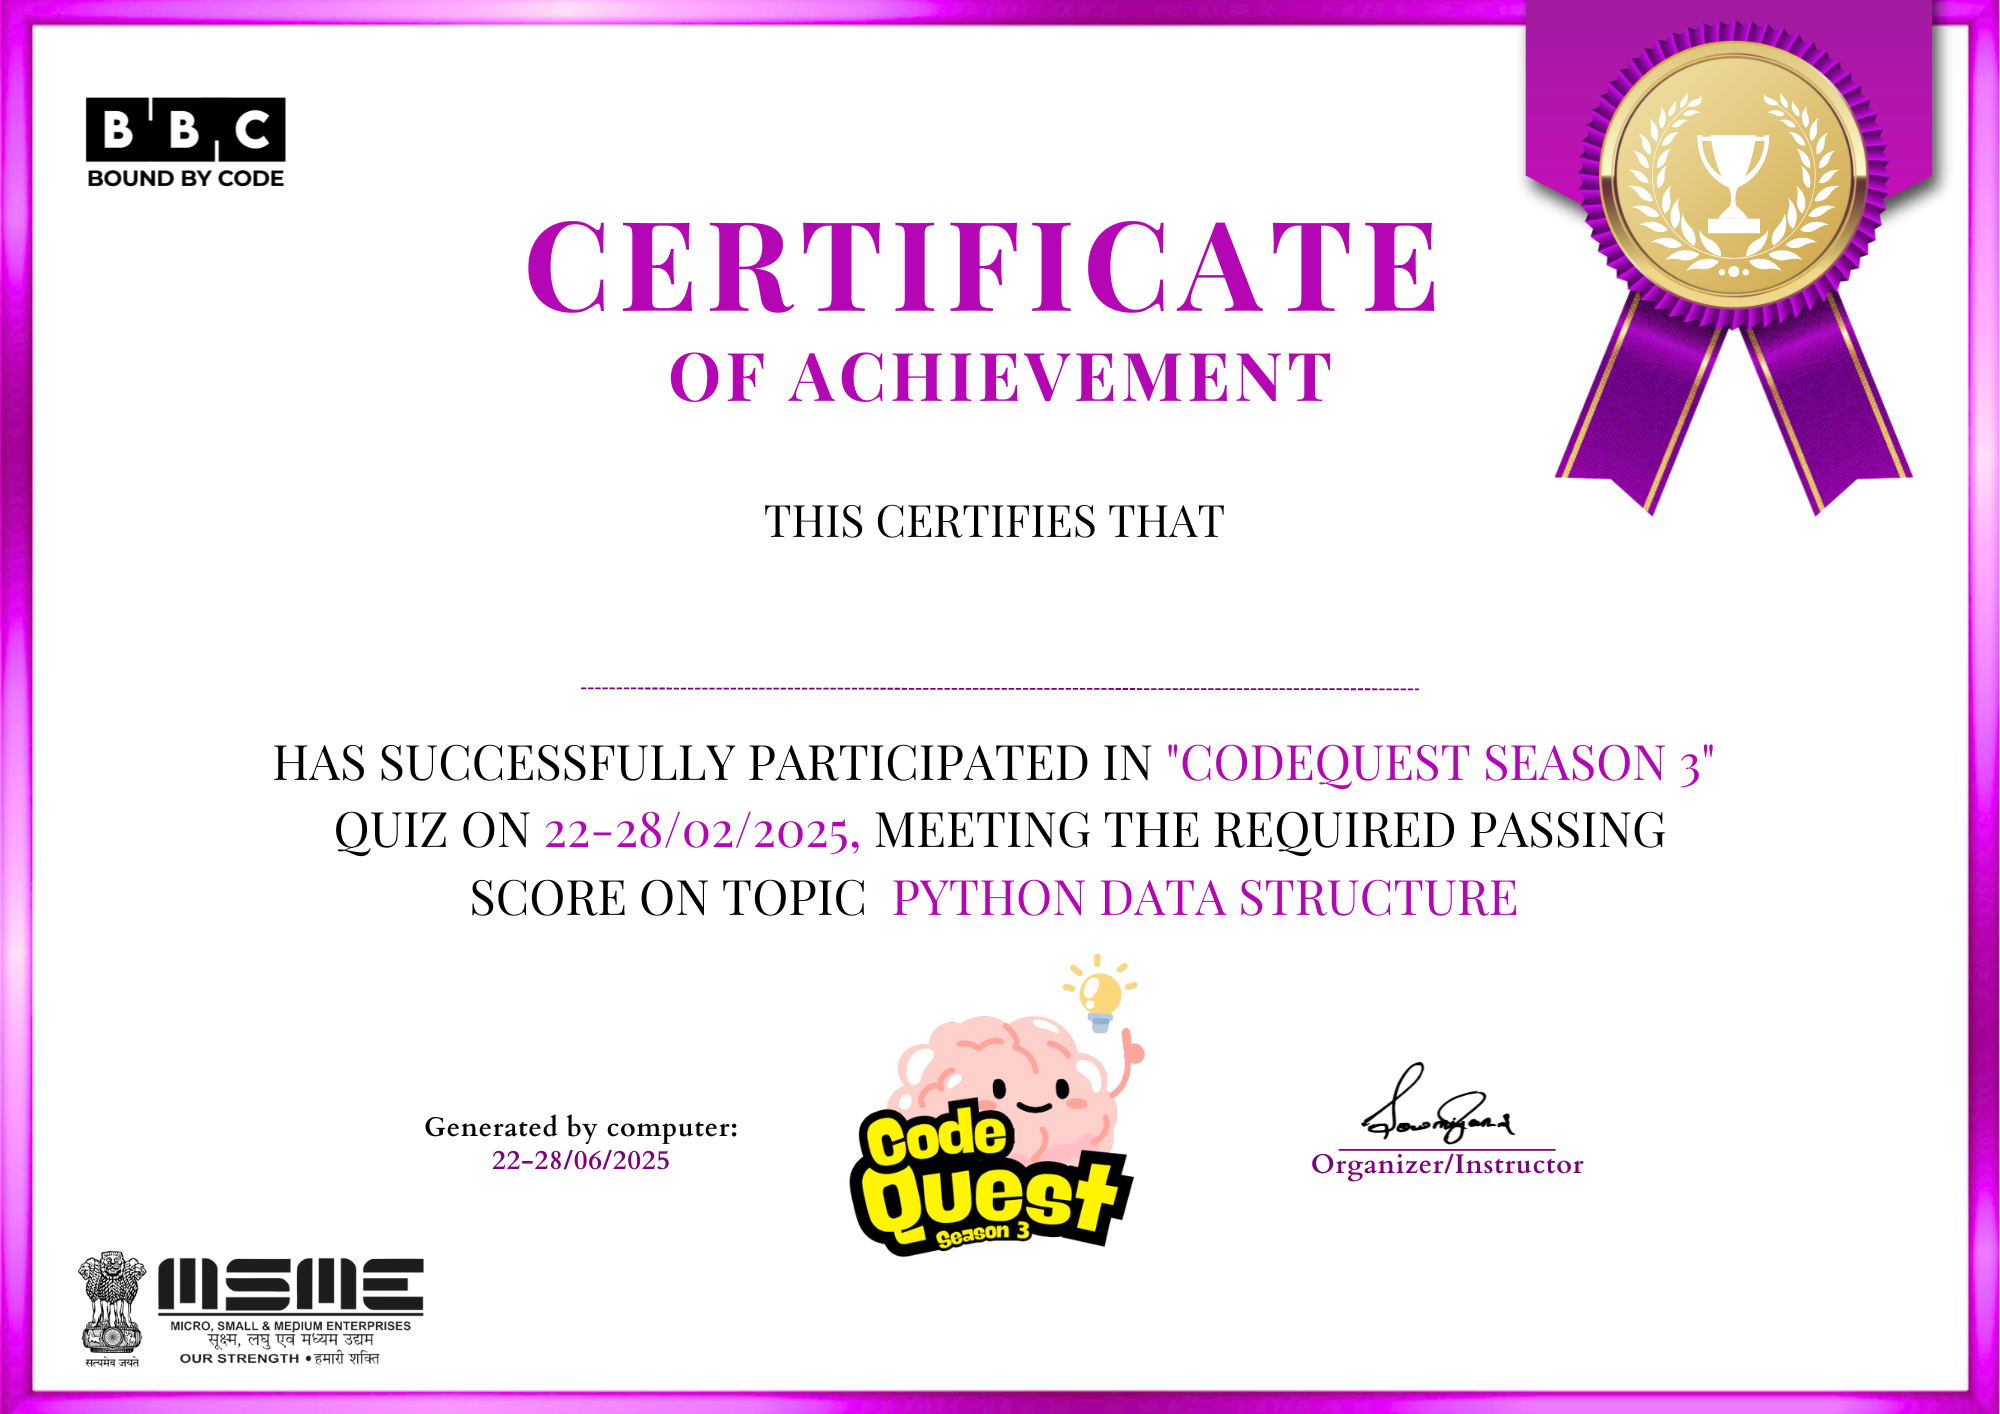 B B C
BOUND BY CODE
CERTIFICATE
OF ACHIEVEMENT
THIS CERTIFIES THAT
HAS SUCCESSFULLY PARTICIPATED IN "CODEQUEST SEASON 3"
QUIZ ON 22-28/02/2025, MEETING THE REQUIRED PASSING
SCORE ON TOPIC PYTHON DATA STRUCTURE
Generated by computer:
22-28/06/2025
Code
Quest
Season 3
Organizer/Instructor
MSME
MICRO, SMALL & MEDIUM ENTERPRISES
सूक्ष्म, लघु एवं मध्यम उद्यम
OUR STRENGTH • हमारी शक्ति
सत्यमेव जयते